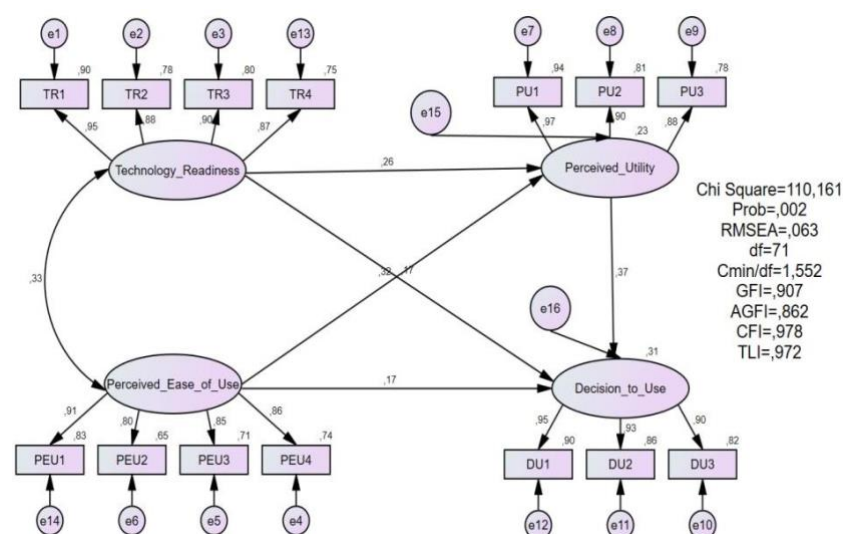 e1 e2 e3 e13 e7 e8 e9
,90 ,78 ,80 ,75 ,94 ,81 ,78
TR1 TR2 TR3 TR4 PU1 PU2 PU3
e15
,95 ,88 ,90 ,87 ,97 ,90 ,88
,23
Technology_Readiness ,26 Perceived_Utility
Chi Square=110,161
Prob=,002
RMSEA=,063
df=71
Cmin/df=1,552
GFI=,907
AGFI=,862
CFI=,978
TLI=,972
,33 ,32 ,17 ,37
e16
,31
Perceived_Ease_of_Use ,17 Decision_to_Use
,91 ,80 ,85 ,86 ,95 ,93 ,90
,83 ,65 ,71 ,74 ,90 ,86 ,82
PEU1 PEU2 PEU3 PEU4 DU1 DU2 DU3
e14 e6 e5 e4 e12 e11 e10